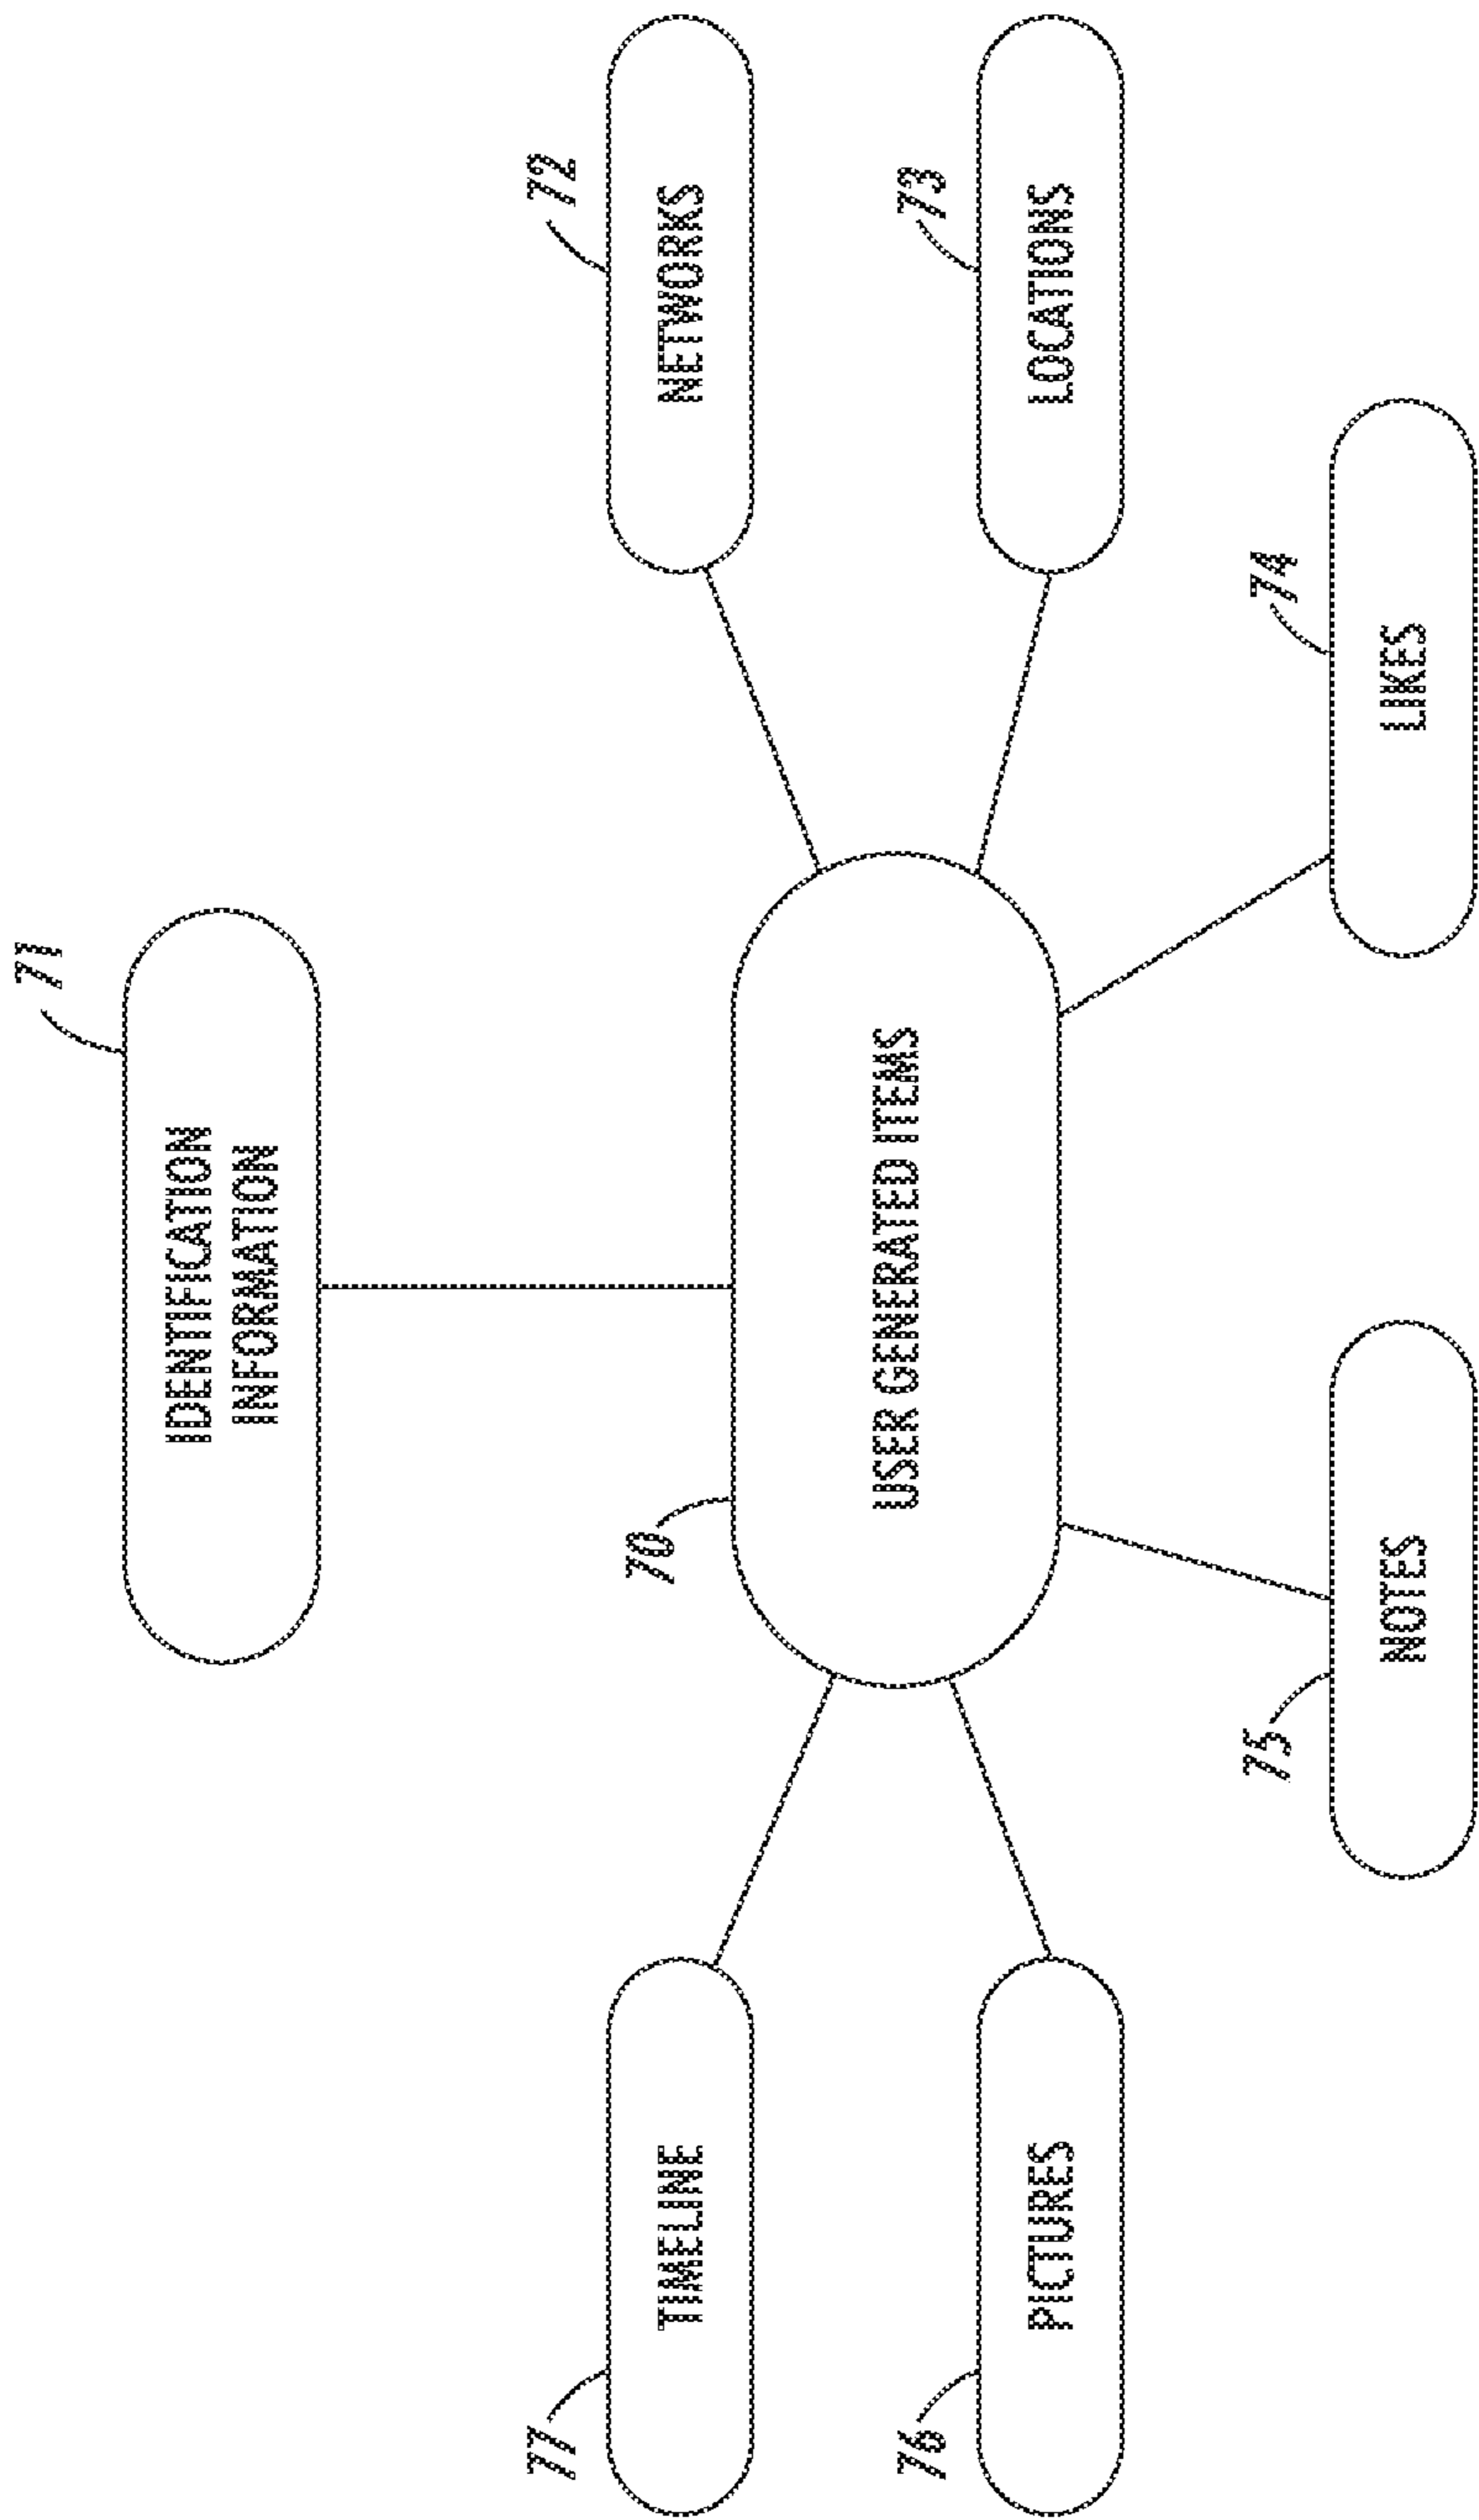 71
IDENTIFICATION
INFORMATION
77
TIMELINE
70
USER GENERATED ITEMS
72
NETWORKS
76
PICTURES
73
LOCATIONS
75
NOTES
74
LIKES